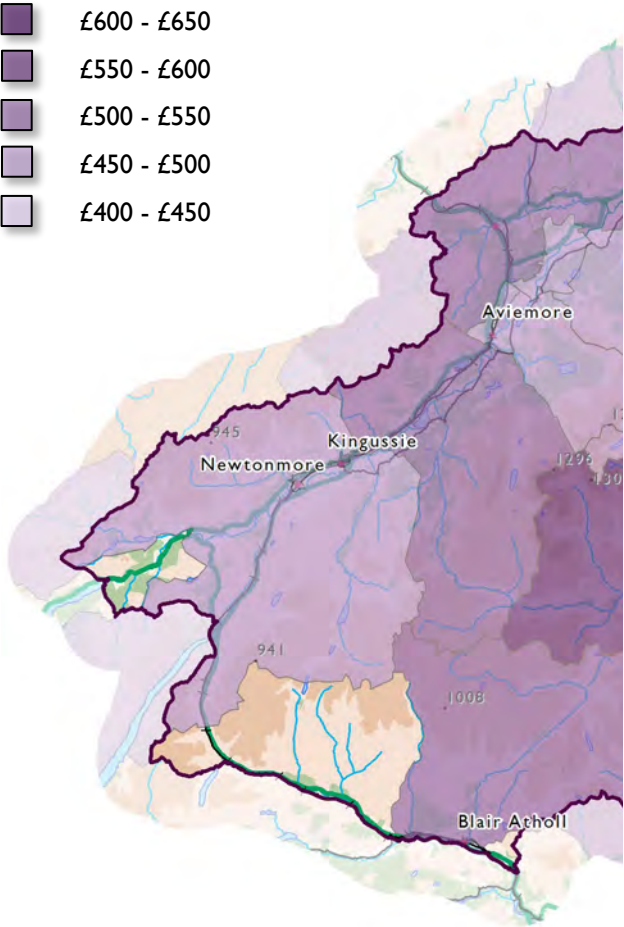 £600 - £650
£550 - £600
£500 - £550
£450 - £500
£400 - £450
Aviemore
945
Kingussie
Newtonmore
1296
941
1008
Blair Atholl